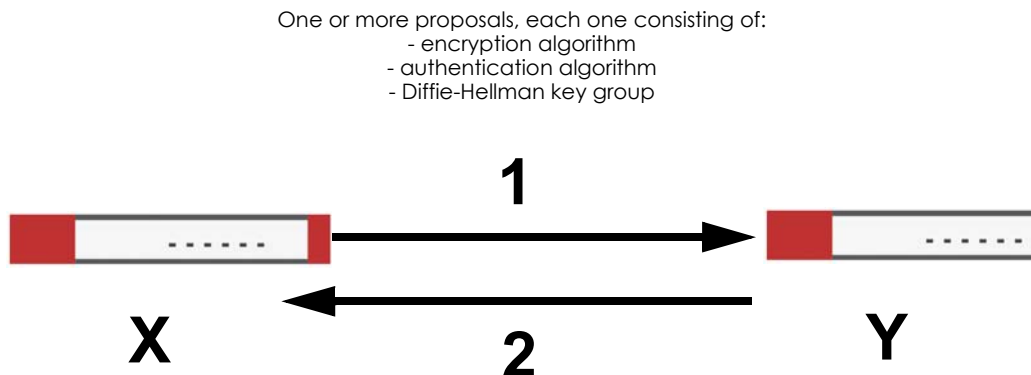 One or more proposals, each one consisting of:
- encryption algorithm
- authentication algorithm
- Diffie-Hellman key group
1
X
Y
2